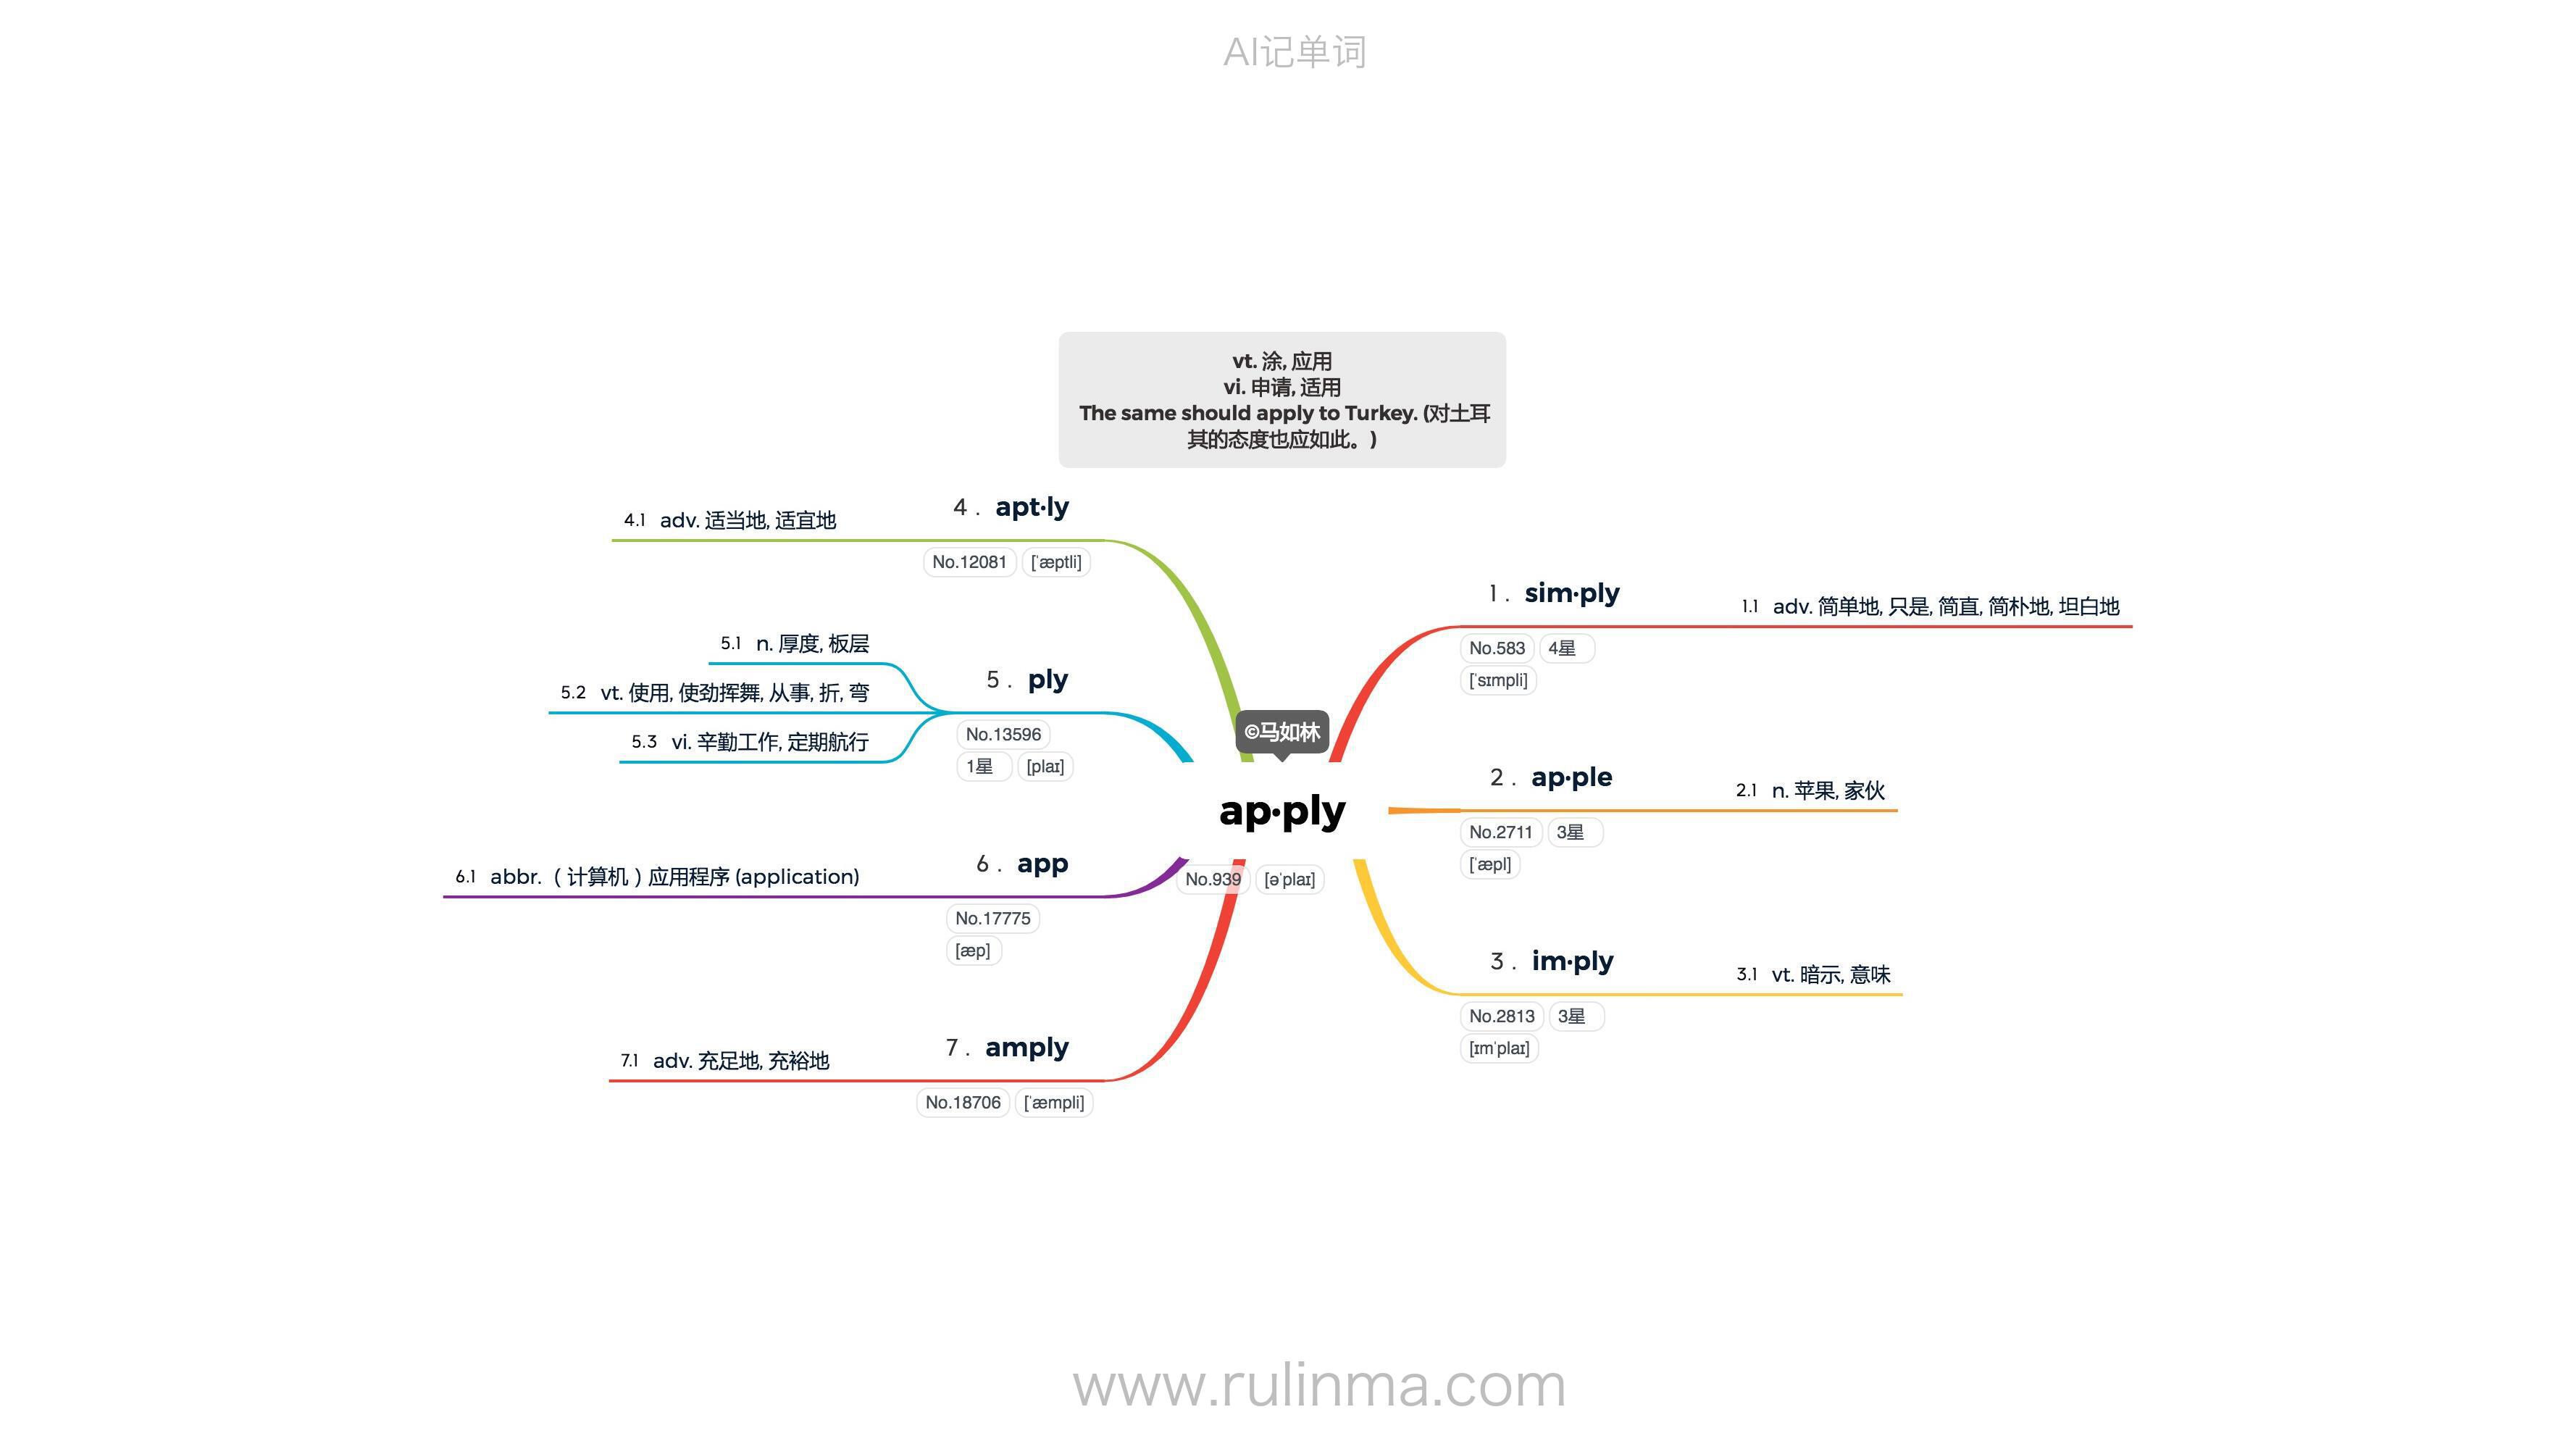 AI记单词
vt. 涂, 应用
vi. 申请, 适用
The same should apply to Turkey. (对土耳
其的态度也应如此。)
©马如林
ap·ply
No.939 [əˈplaɪ]
1 . sim·ply
No.583 4星
[ˈsɪmpli]
1.1 adv. 简单地, 只是, 简直, 简朴地, 坦白地
2 . ap·ple
No.2711 3星
[ˈæpl]
2.1 n. 苹果, 家伙
3 . im·ply
No.2813 3星
[ɪmˈplaɪ]
3.1 vt. 暗示, 意味
4 . apt·ly
No.12081 [ˈæptli]
4.1 adv. 适当地, 适宜地
5 . ply
No.13596
1星 [plaɪ]
5.1 n. 厚度, 板层
5.2 vt. 使用, 使劲挥舞, 从事, 折, 弯
5.3 vi. 辛勤工作, 定期航行
6 . app
No.17775
[æp]
6.1 abbr.（计算机）应用程序 (application)
7 . amply
No.18706 [ˈæmpli]
7.1 adv. 充足地, 充裕地
www.rulinma.com